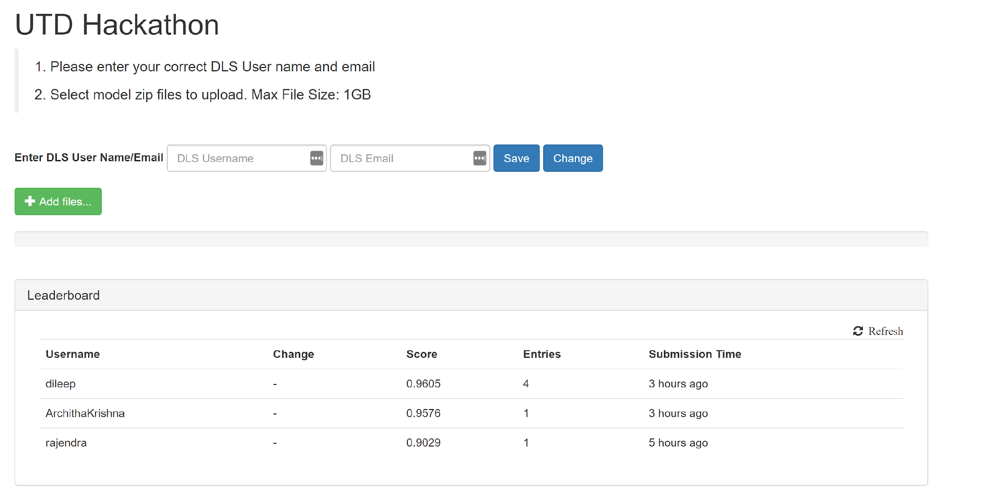 UTD Hackathon
1. Please enter your correct DLS User name and email
2. Select model zip files to upload. Max File Size: 1GB
Enter DLS User Name/Email DLS Username DLS Email Save Change
Add files...
Leaderboard
Refresh
Username Change Score Entries Submission Time
dileep - 0.9605 4 3 hours ago
ArchithaKrishna - 0.9576 1 3 hours ago
rajendra - 0.9029 1 5 hours ago